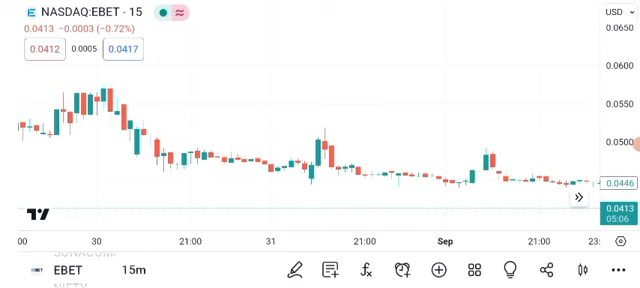 NASDAQ:EBET · 15
USD
0.0413 −0.0003 (−0.72%)
0.0412 0.0005 0.0417
0.0650
0.0600
0.0550
0.0500
0.0446
0.0413
05:06
:00 30 21:00 31 21:00 Sep 21:00 23:
SONACOM:
EBET 15m
NIFTY